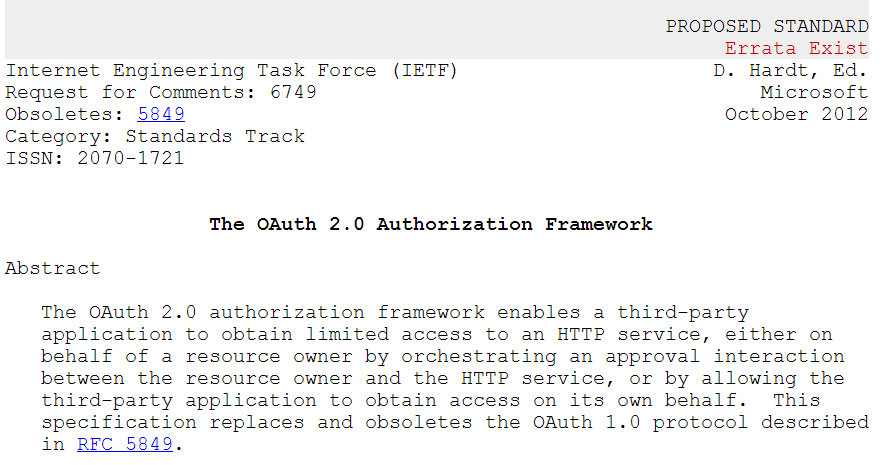 PROPOSED STANDARD
Errata Exist
Internet Engineering Task Force (IETF) D. Hardt, Ed.
Request for Comments: 6749 Microsoft
Obsoletes: 5849 October 2012
Category: Standards Track
ISSN: 2070-1721
The OAuth 2.0 Authorization Framework
Abstract
The OAuth 2.0 authorization framework enables a third-party
application to obtain limited access to an HTTP service, either on
behalf of a resource owner by orchestrating an approval interaction
between the resource owner and the HTTP service, or by allowing the
third-party application to obtain access on its own behalf. This
specification replaces and obsoletes the OAuth 1.0 protocol described
in RFC 5849.